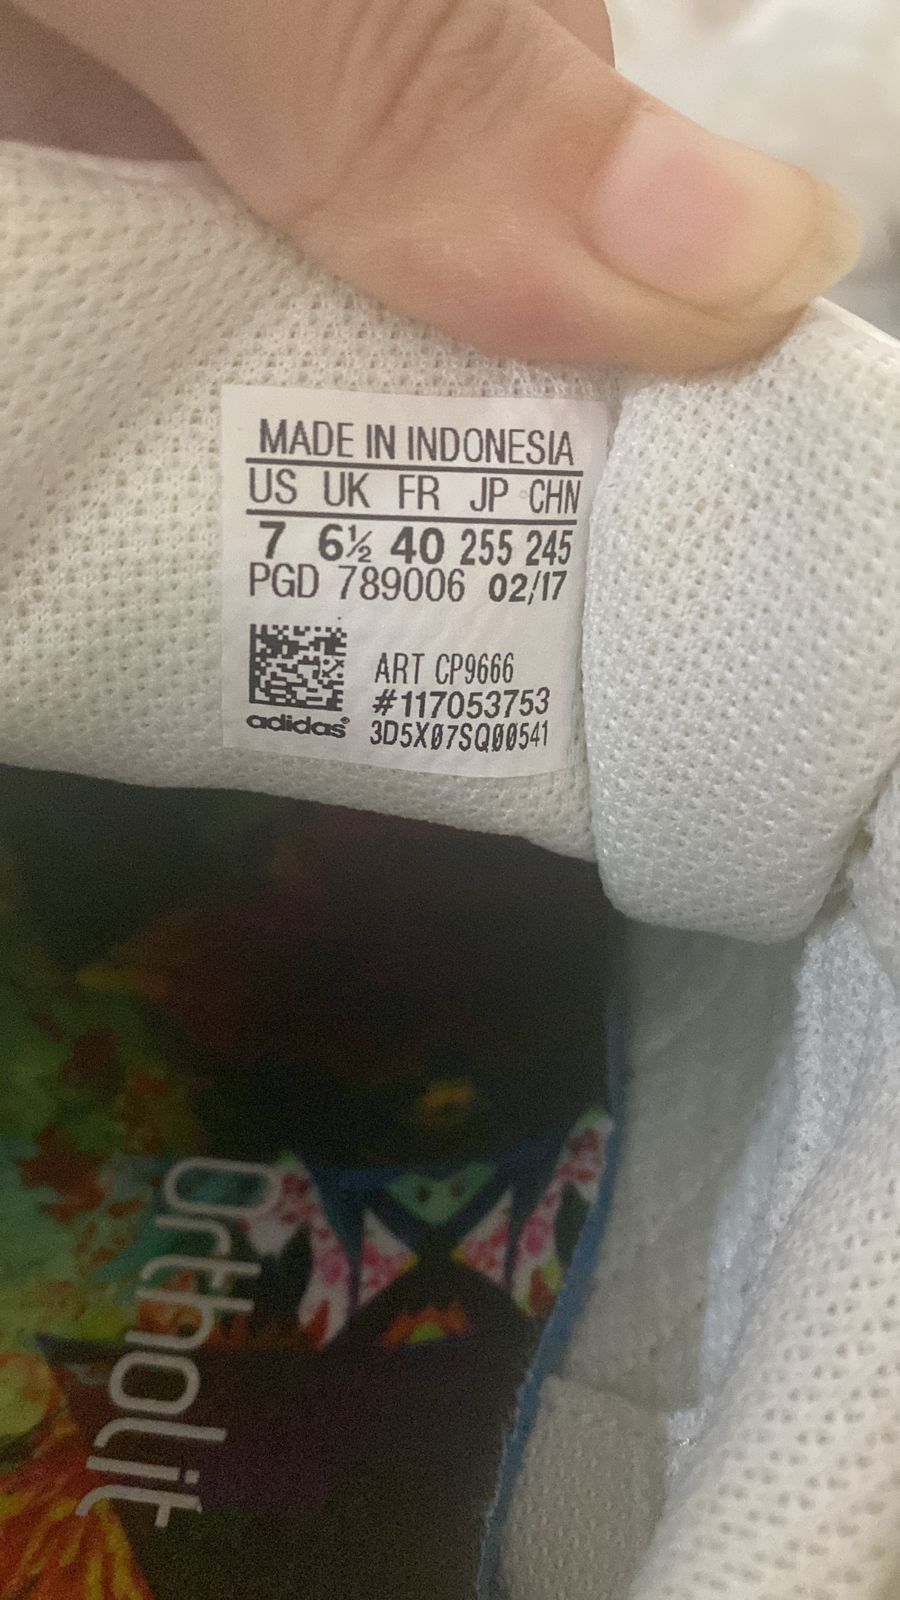 MADE IN INDONESIA
US UK FR JP CHN
7 6½ 40 255 245
PGD 789006 02/17
ART CP9666
#117053753
adidas®
3D5X07SQ00541
Ortholit